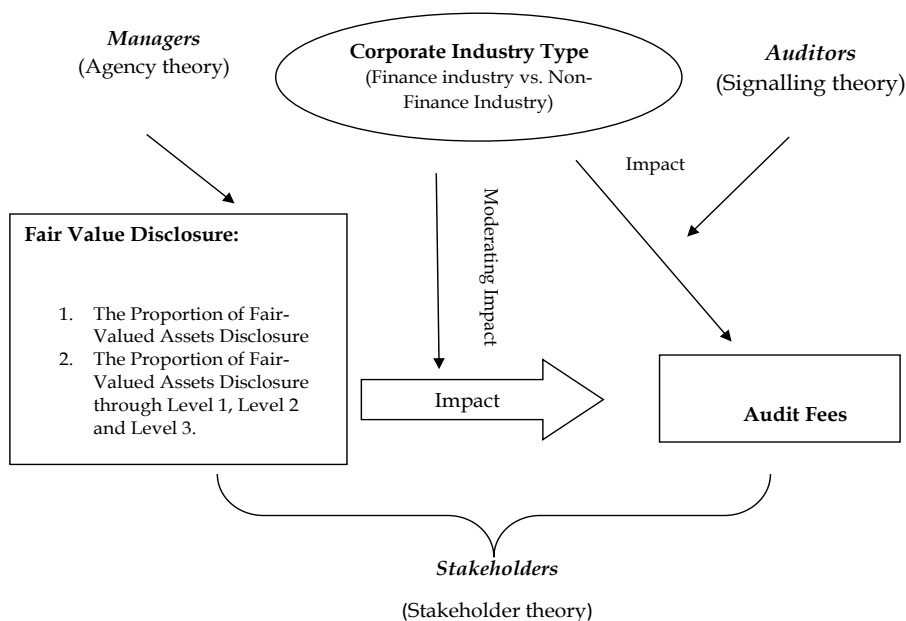 Managers
(Agency theory)
Corporate Industry Type
(Finance industry vs. Non-
Finance Industry)
Auditors
(Signalling theory)
Impact
Moderating Impact
Fair Value Disclosure:
1. The Proportion of Fair-
Valued Assets Disclosure
2. The Proportion of Fair-
Valued Assets Disclosure
through Level 1, Level 2
and Level 3.
Impact
Audit Fees
Stakeholders
(Stakeholder theory)